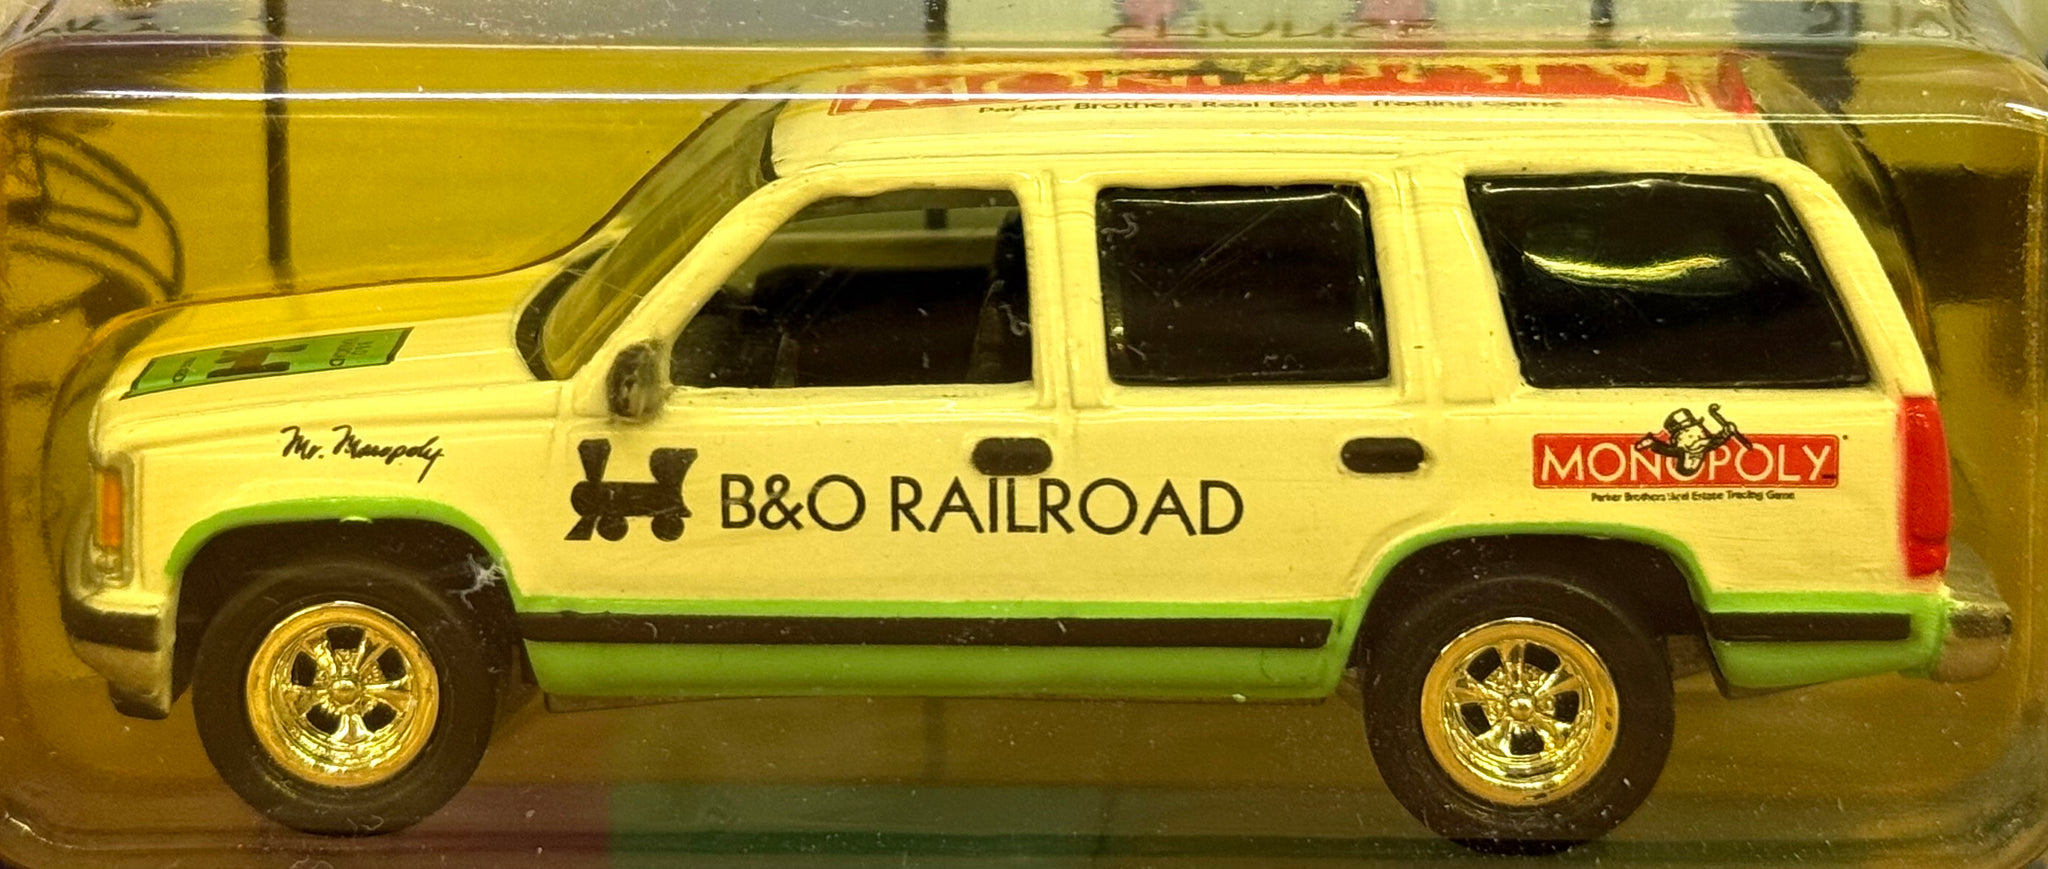 MONOPOLY
Parker Brothers Real Estate Trading Game
Mr. Monopoly
B&O RAILROAD
MONOPOLY
Parker Brothers Real Estate Trading Game